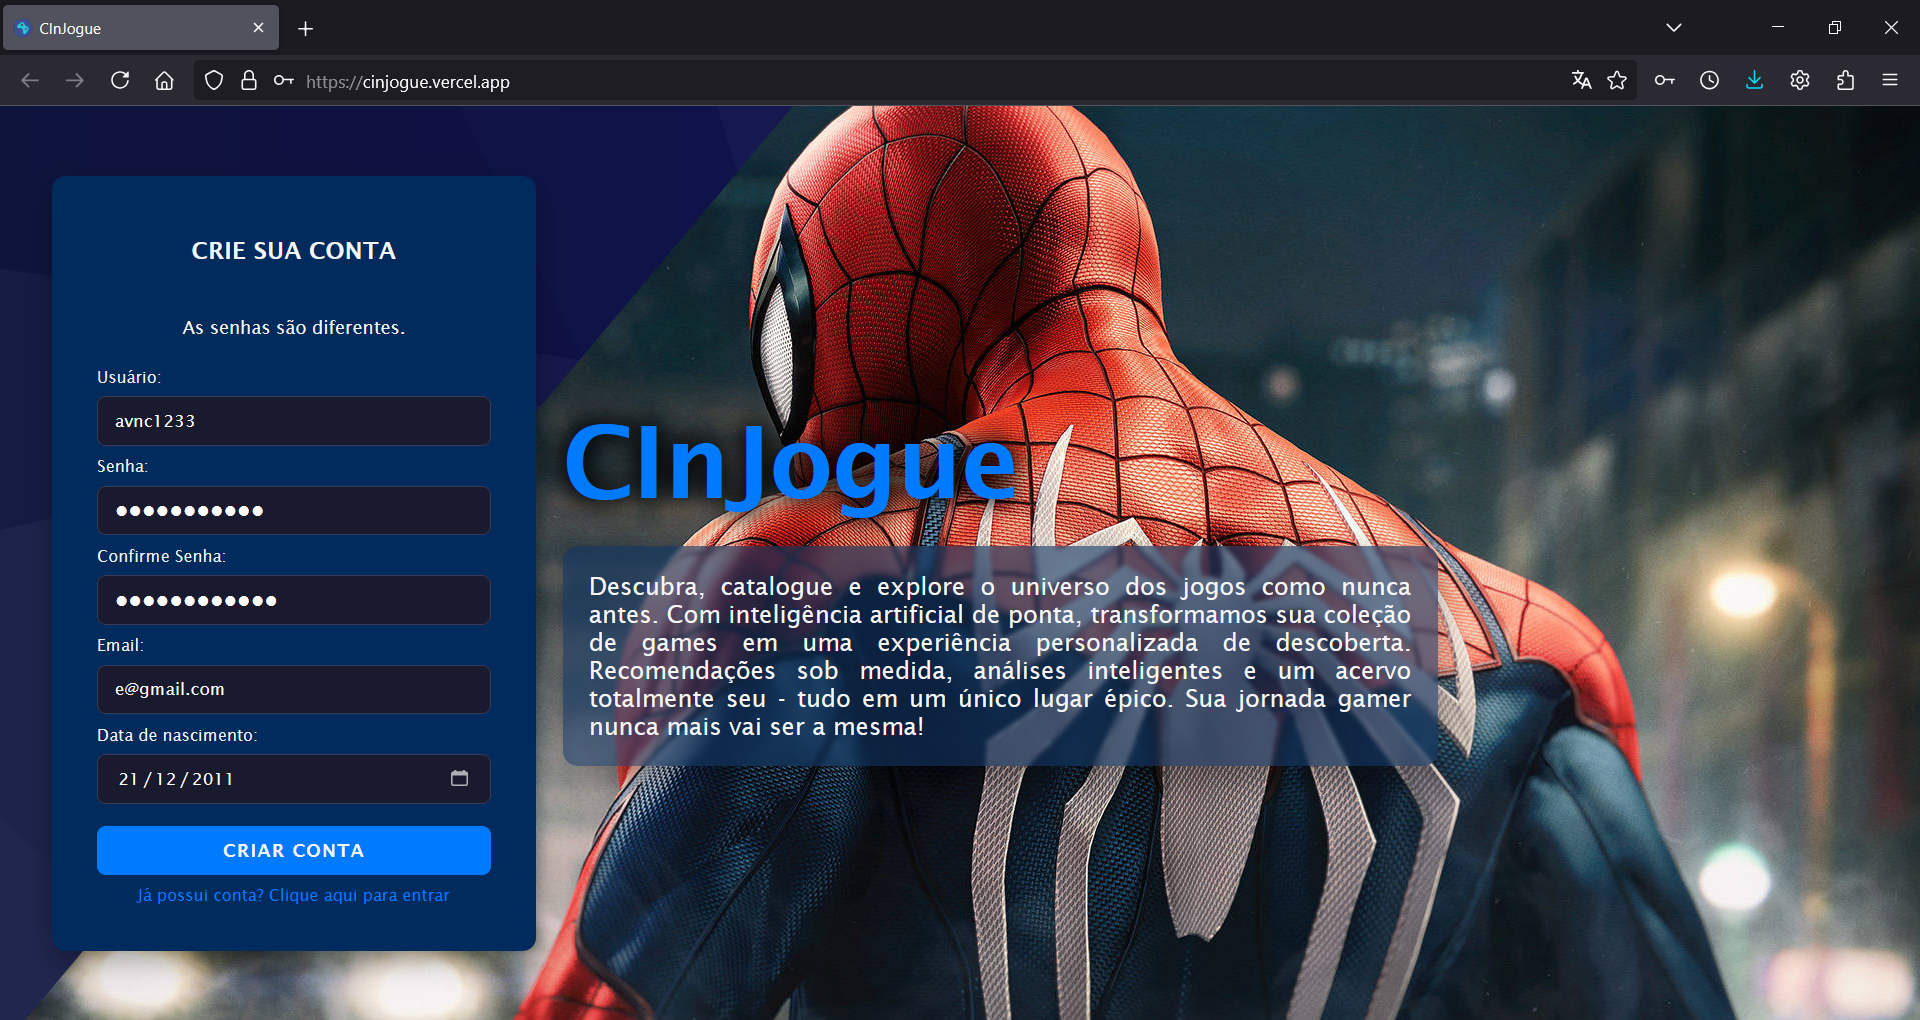 CInJogue
https://cinjogue.vercel.app
CRIE SUA CONTA
As senhas são diferentes.
Usuário:
avnc1233
Senha:
●●●●●●●●●●●
Confirme Senha:
●●●●●●●●●●●●
Email:
e@gmail.com
Data de nascimento:
21/12/2011
CRIAR CONTA
Já possui conta? Clique aqui para entrar
CInJogue
Descubra, catalogue e explore o universo dos jogos como nunca
antes. Com inteligência artificial de ponta, transformamos sua coleção
de games em uma experiência personalizada de descoberta.
Recomendações sob medida, análises inteligentes e um acervo
totalmente seu - tudo em um único lugar épico. Sua jornada gamer
nunca mais vai ser a mesma!